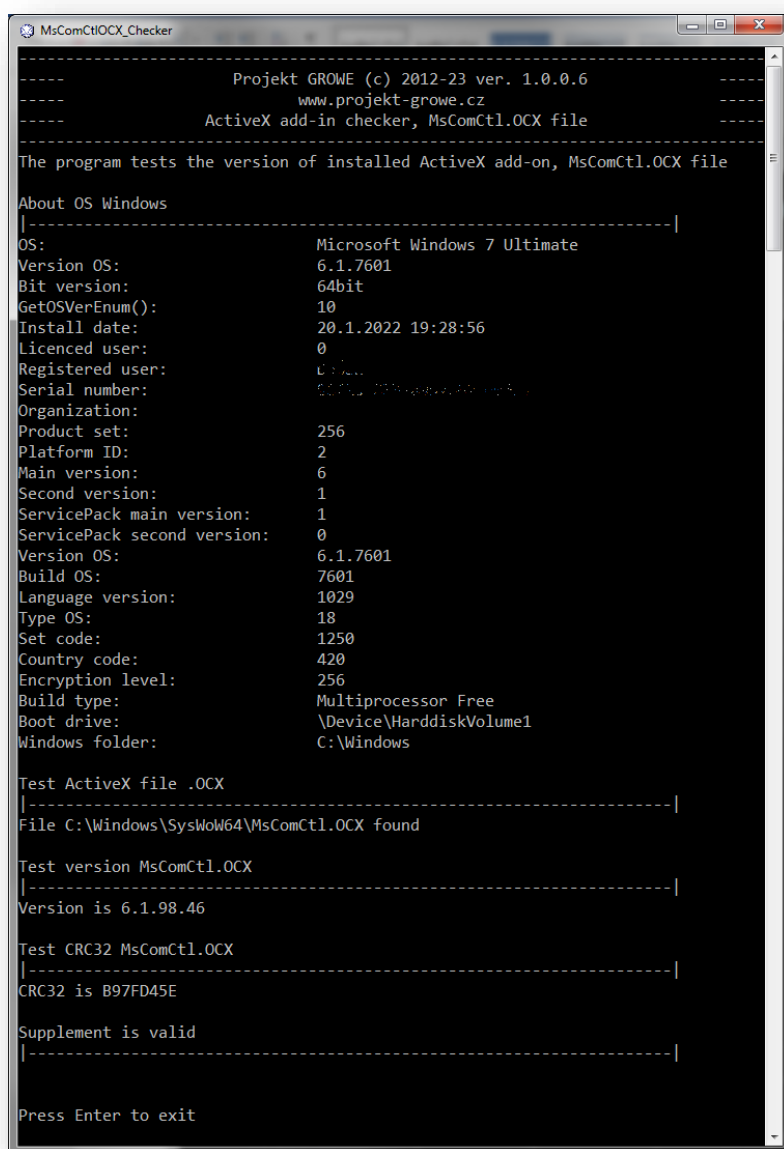 MsComCtlOCX_Checker
--------------------------------------------------------------------------------
----- Projekt GROWE (c) 2012-23 ver. 1.0.0.6 -----
----- www.projekt-growe.cz -----
----- ActiveX add-in checker, MsComCtl.OCX file -----
--------------------------------------------------------------------------------
The program tests the version of installed ActiveX add-on, MsComCtl.OCX file
About OS Windows
|---------------------------------------------------------------------|
OS: Microsoft Windows 7 Ultimate
Version OS: 6.1.7601
Bit version: 64bit
GetOSVerEnum(): 10
Install date: 20.1.2022 19:28:56
Licenced user: 0
Registered user:
Serial number:
Organization:
Product set: 256
Platform ID: 2
Main version: 6
Second version: 1
ServicePack main version: 1
ServicePack second version: 0
Version OS: 6.1.7601
Build OS: 7601
Language version: 1029
Type OS: 18
Set code: 1250
Country code: 420
Encryption level: 256
Build type: Multiprocessor Free
Boot drive: \Device\HarddiskVolume1
Windows folder: C:\Windows
Test ActiveX file .OCX
|---------------------------------------------------------------------|
File C:\Windows\SysWoW64\MsComCtl.OCX found
Test version MsComCtl.OCX
|---------------------------------------------------------------------|
Version is 6.1.98.46
Test CRC32 MsComCtl.OCX
|---------------------------------------------------------------------|
CRC32 is B97FD45E
Supplement is valid
|---------------------------------------------------------------------|
Press Enter to exit